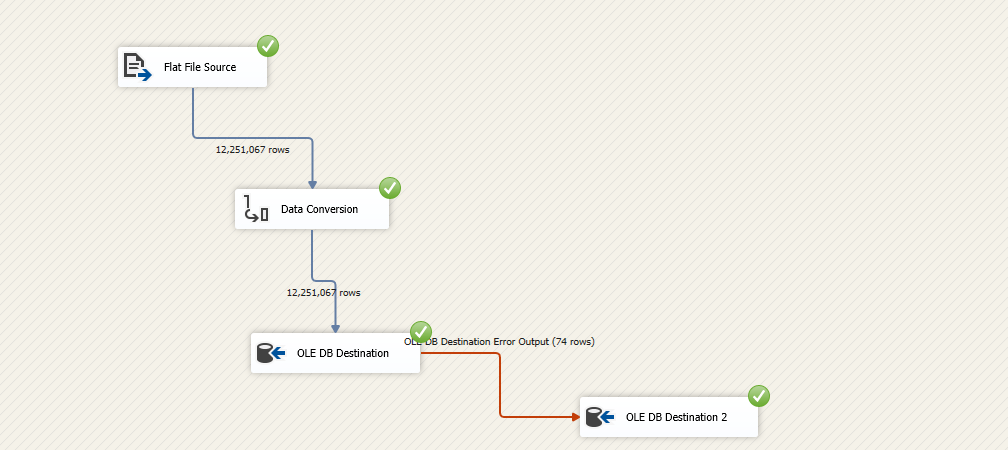 Flat File Source
12,251,067 rows
Data Conversion
12,251,067 rows
OLE DB Destination
OLE DB Destination Error Output (74 rows)
OLE DB Destination 2